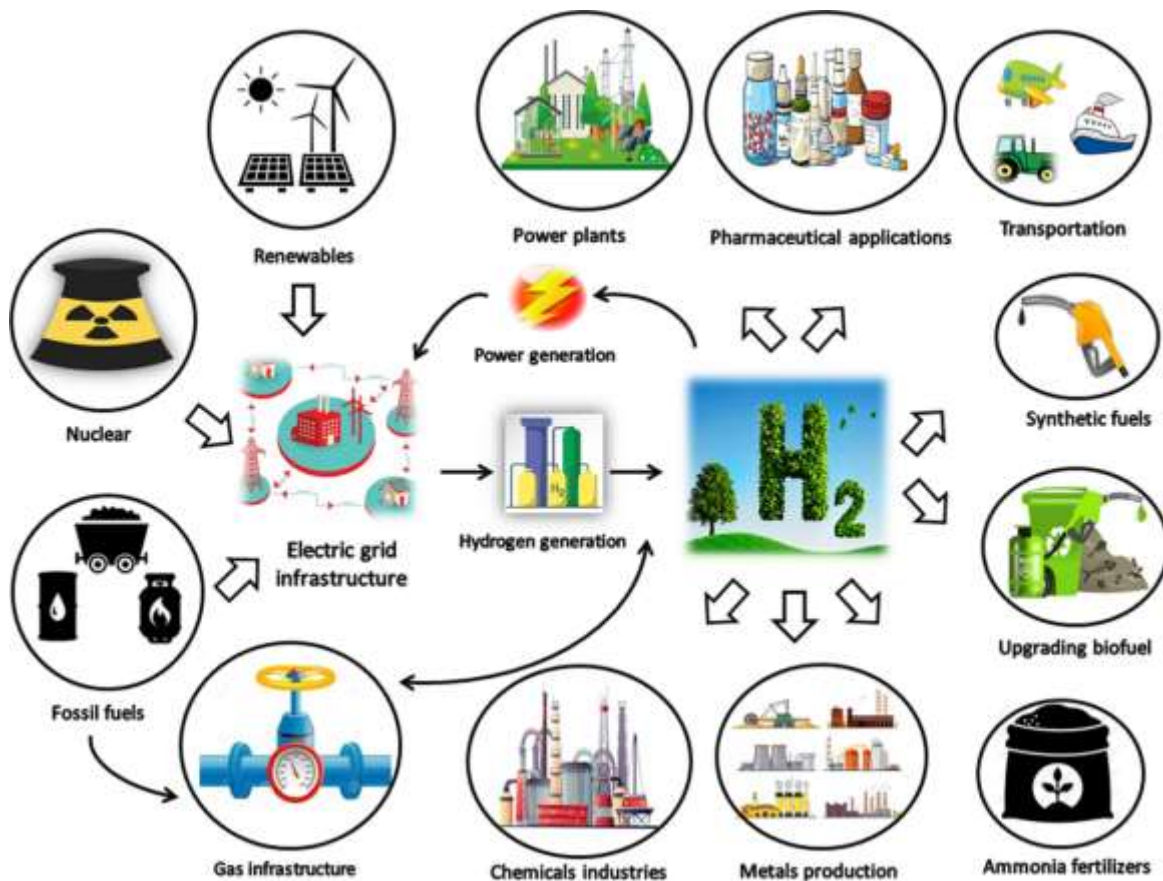 Renewables
Power plants
Pharmaceutical applications
Transportation
Nuclear
Power generation
Synthetic fuels
H2
H2
Electric grid
infrastructure
Hydrogen generation
Upgrading biofuel
Fossil fuels
Gas infrastructure
Chemicals industries
Metals production
Ammonia fertilizers